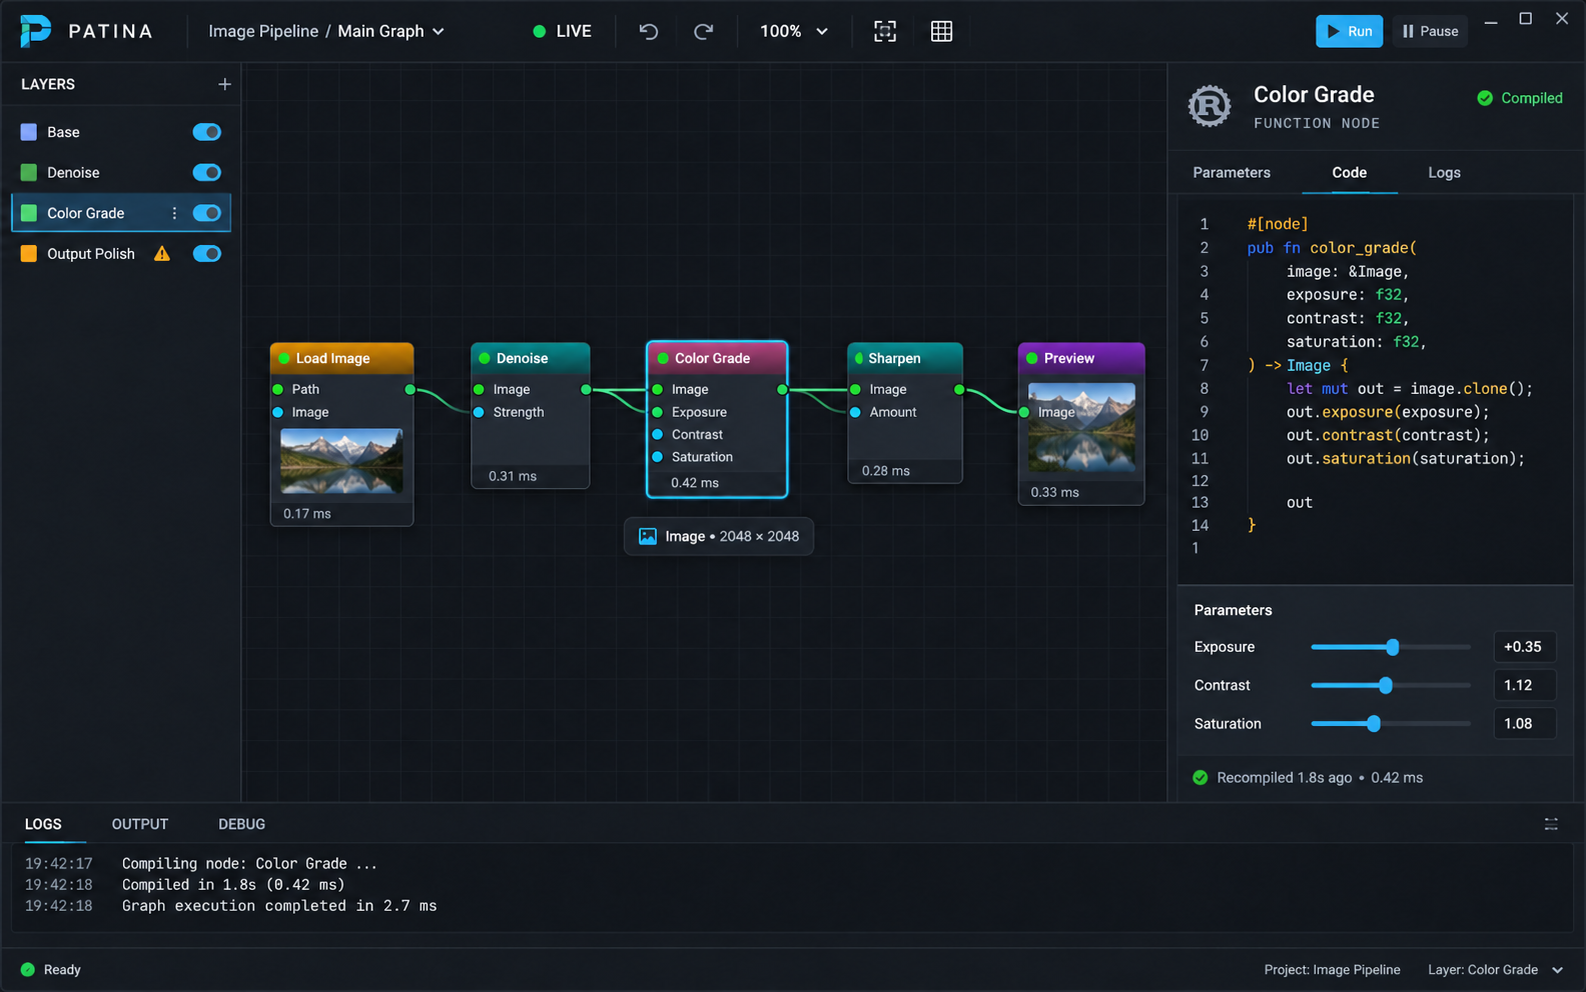 PATINA
Image Pipeline / Main Graph
LIVE
100%
Run
Pause
LAYERS
Base
Denoise
Color Grade
Output Polish
Load Image
Path
Image
0.17 ms
Denoise
Image
Strength
0.31 ms
Color Grade
Image
Exposure
Contrast
Saturation
0.42 ms
Image • 2048 × 2048
Sharpen
Image
Amount
0.28 ms
Preview
Image
0.33 ms
R
Color Grade
FUNCTION NODE
Compiled
Parameters Code Logs
1 #[node]
2 pub fn color_grade(
3 image: &Image,
4 exposure: f32,
5 contrast: f32,
6 saturation: f32,
7 ) -> Image {
8 let mut out = image.clone();
9 out.exposure(exposure);
10 out.contrast(contrast);
11 out.saturation(saturation);
12
13 out
14 }
1
Parameters
Exposure +0.35
Contrast 1.12
Saturation 1.08
Recompiled 1.8s ago • 0.42 ms
LOGS OUTPUT DEBUG
19:42:17 Compiling node: Color Grade ...
19:42:18 Compiled in 1.8s (0.42 ms)
19:42:18 Graph execution completed in 2.7 ms
Ready
Project: Image Pipeline
Layer: Color Grade